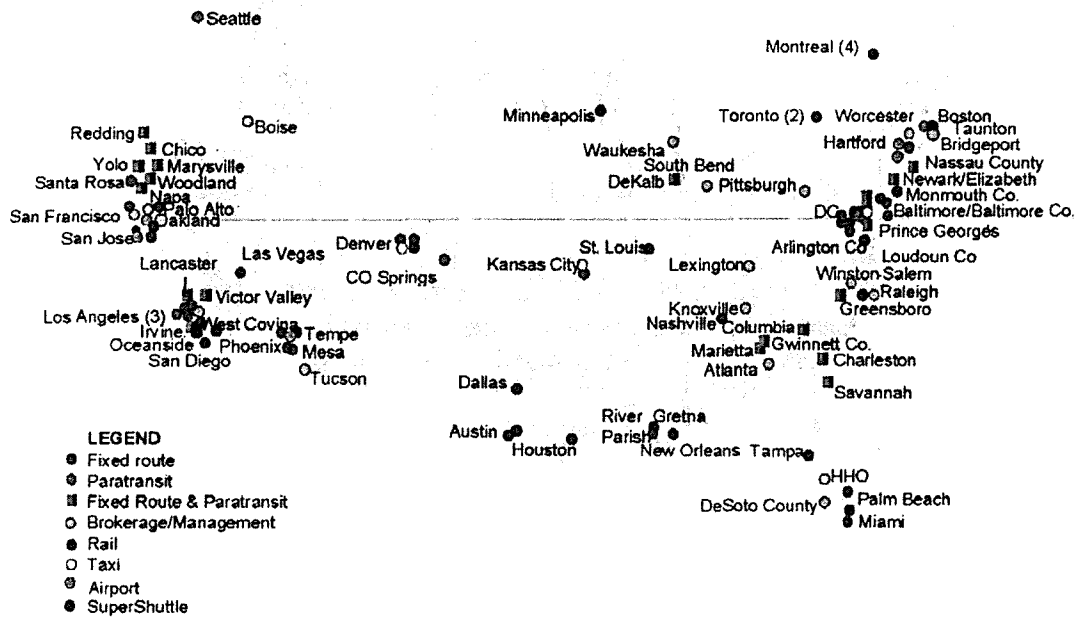 Seattle
Montreal (4)
Minneapolis
Toronto (2)
Worcester
Boston
Taunton
Boise
Redding
Hartford
Bridgeport
Chico
Waukesha
Yolo
Marysville
South Bend
Nassau County
Santa Rosa
Woodland
DeKalb
Pittsburgh
Newark/Elizabeth
Napa
Monmouth Co.
San Francisco
Palo Alto
DC
Baltimore/Baltimore Co.
Oakland
San Jose
Prince Georges
Denver
St. Louis
Arlington Co
Las Vegas
Loudoun Co
Lancaster
CO Springs
Kansas City
Lexington
Winston-Salem
Victor Valley
Raleigh
Los Angeles (3)
Knoxville
Greensboro
West Covina
Nashville
Columbia
Irvine
Tempe
Oceanside
Phoenix
Mesa
Gwinnett Co.
San Diego
Marietta
Charleston
Tucson
Atlanta
Dallas
Savannah
River
Gretna
Austin
Parish
Houston
New Orleans
Tampa
HHO
DeSoto County
Palm Beach
Miami
LEGEND
Fixed route
Paratransit
Fixed Route & Paratransit
Brokerage/Management
Rail
Taxi
Airport
SuperShuttle